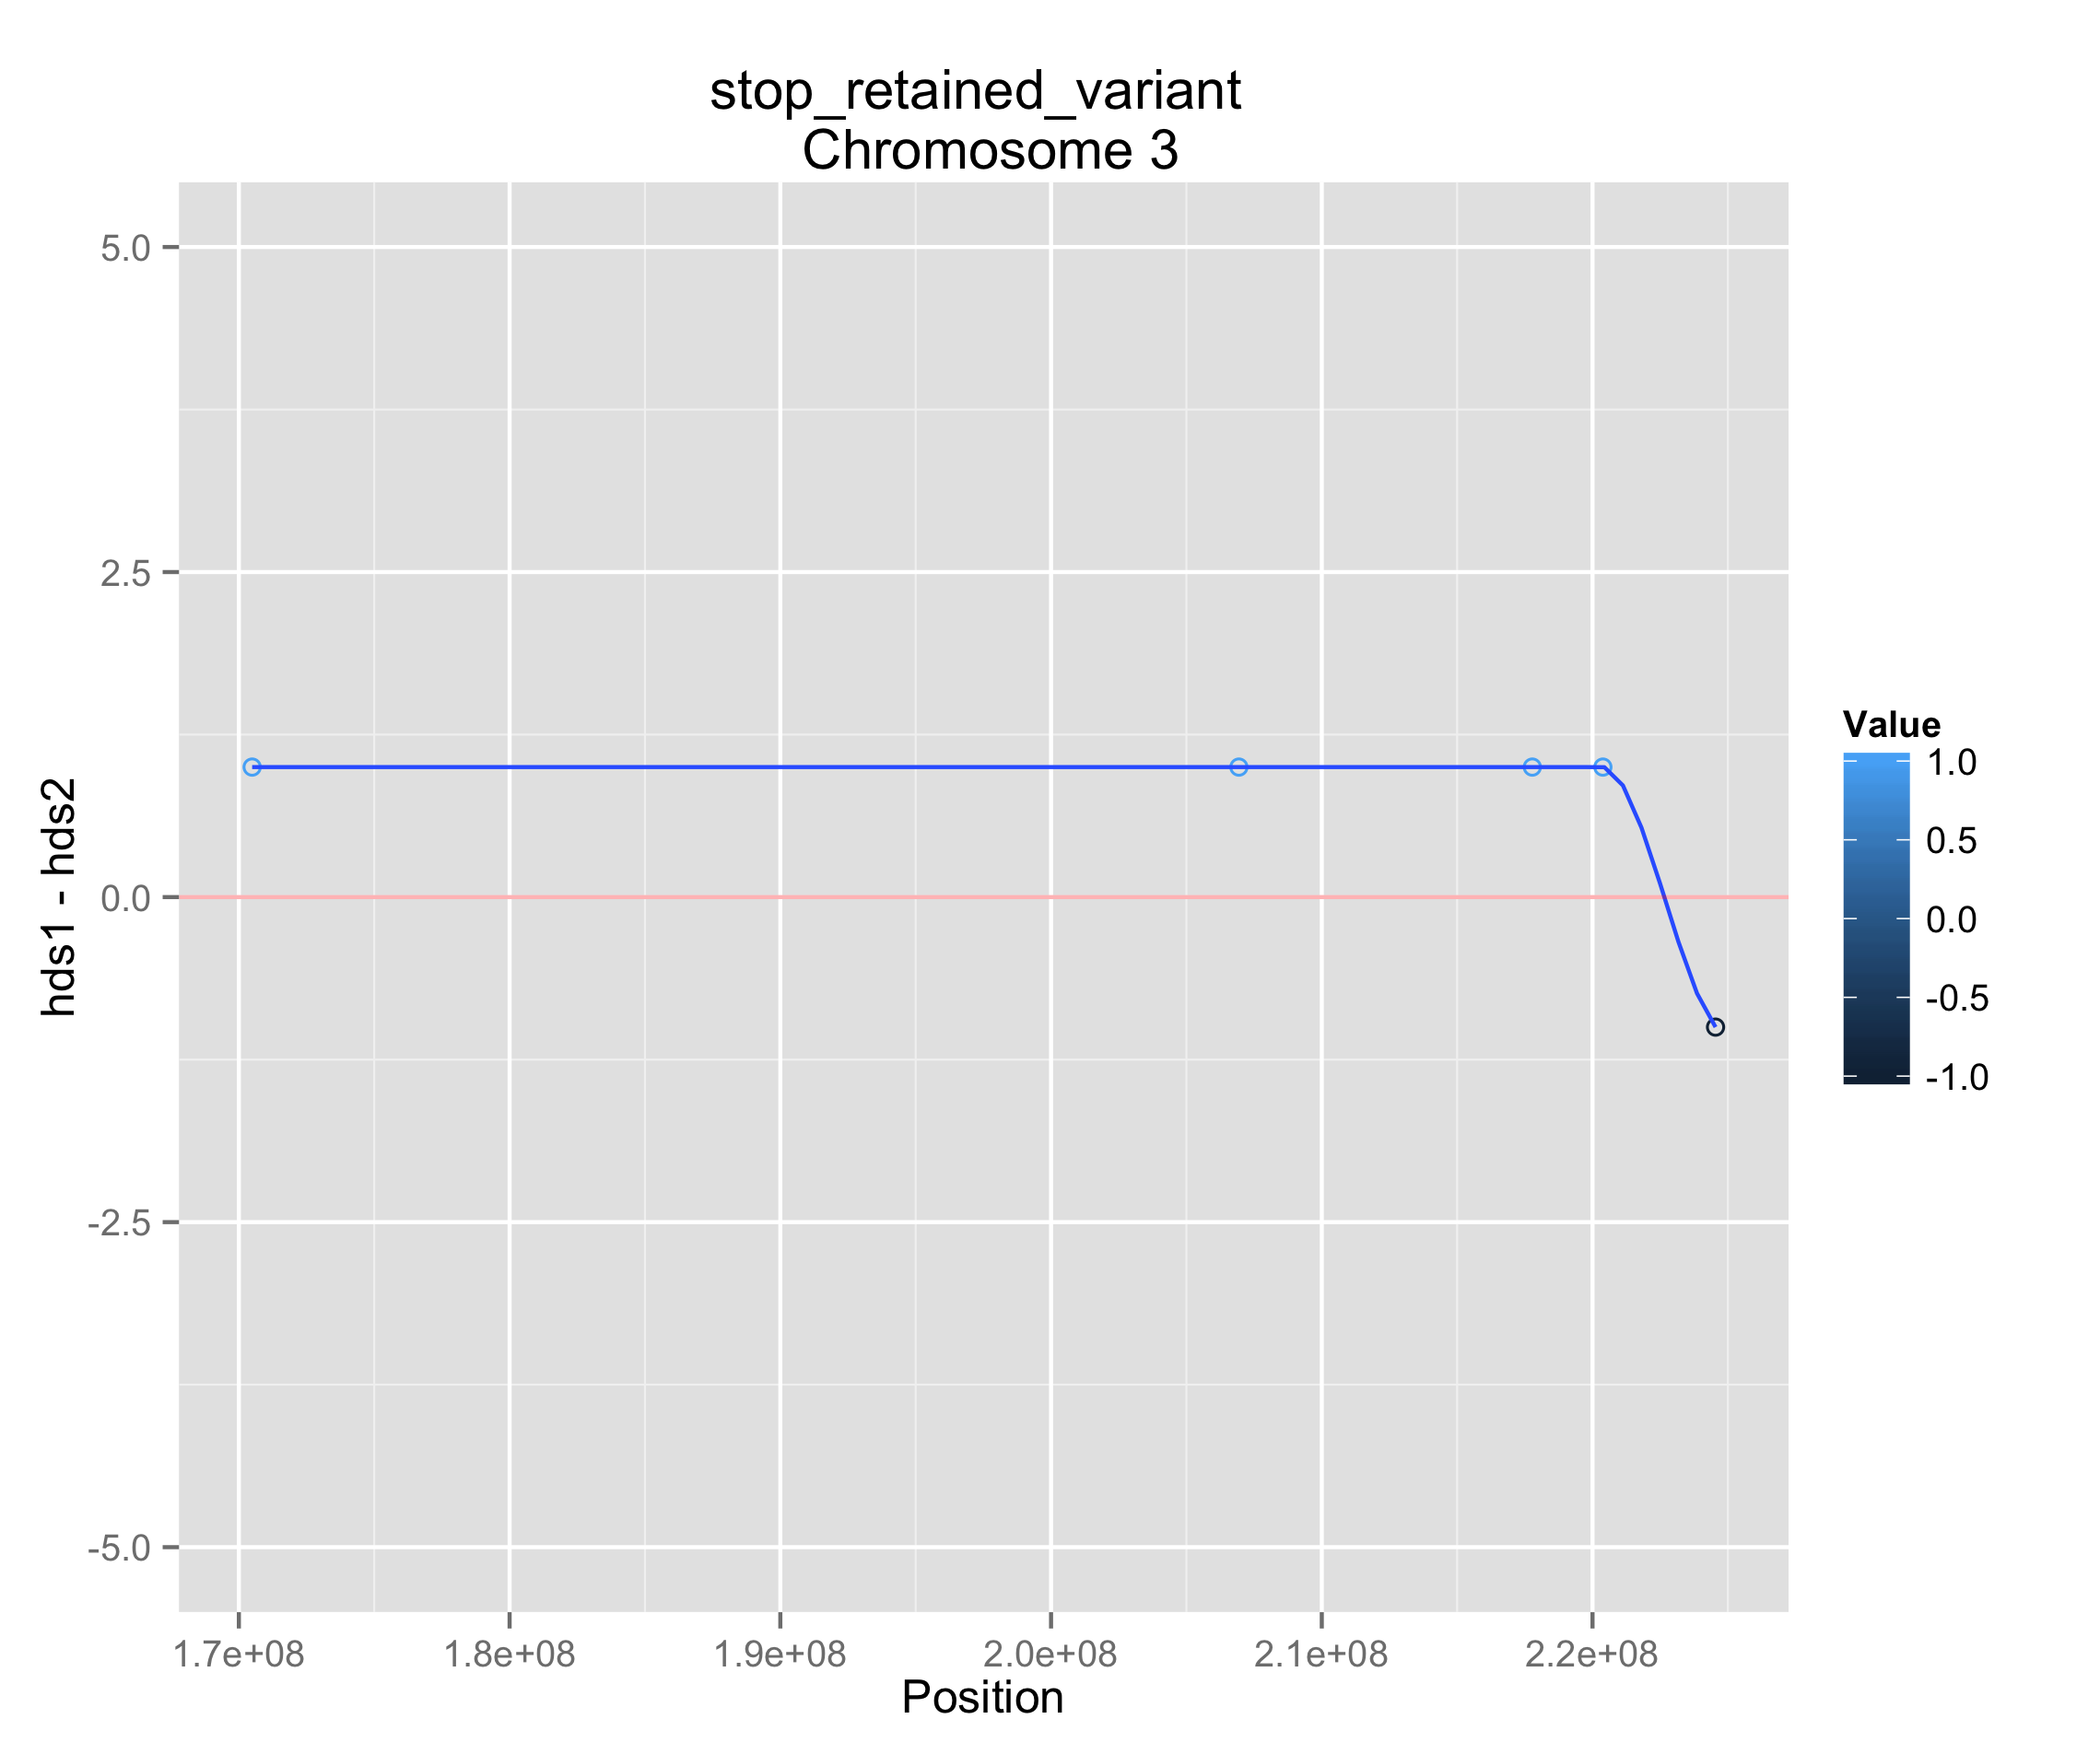 stop_retained_variant
Chromosome 3
5.0
2.5
0.0
-2.5
-5.0
hds1 - hds2
1.7e+08
1.8e+08
1.9e+08
2.0e+08
2.1e+08
2.2e+08
Position
Value
1.0
0.5
0.0
-0.5
-1.0